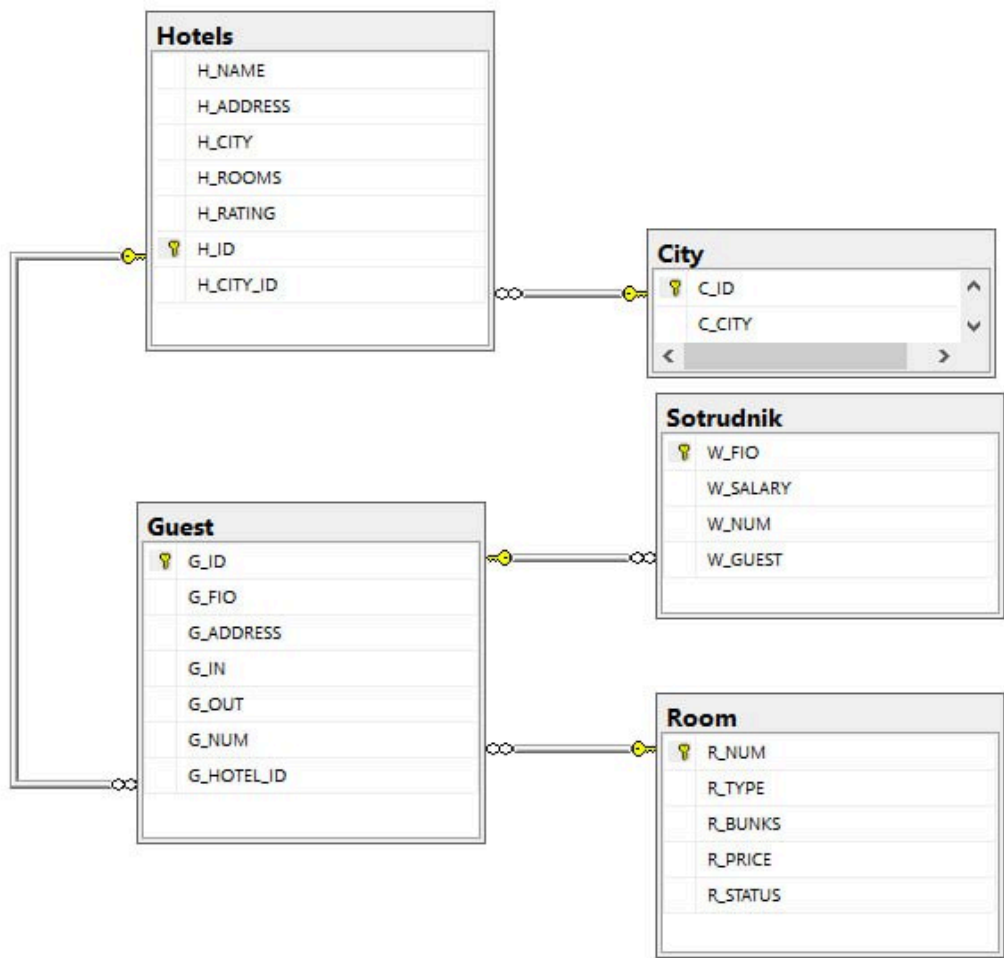 Hotels
H_NAME
H_ADDRESS
H_CITY
H_ROOMS
H_RATING
H_ID
H_CITY_ID
City
C_ID
C_CITY
Sotrudnik
W_FIO
W_SALARY
W_NUM
W_GUEST
Guest
G_ID
G_FIO
G_ADDRESS
G_IN
G_OUT
G_NUM
G_HOTEL_ID
Room
R_NUM
R_TYPE
R_BUNKS
R_PRICE
R_STATUS